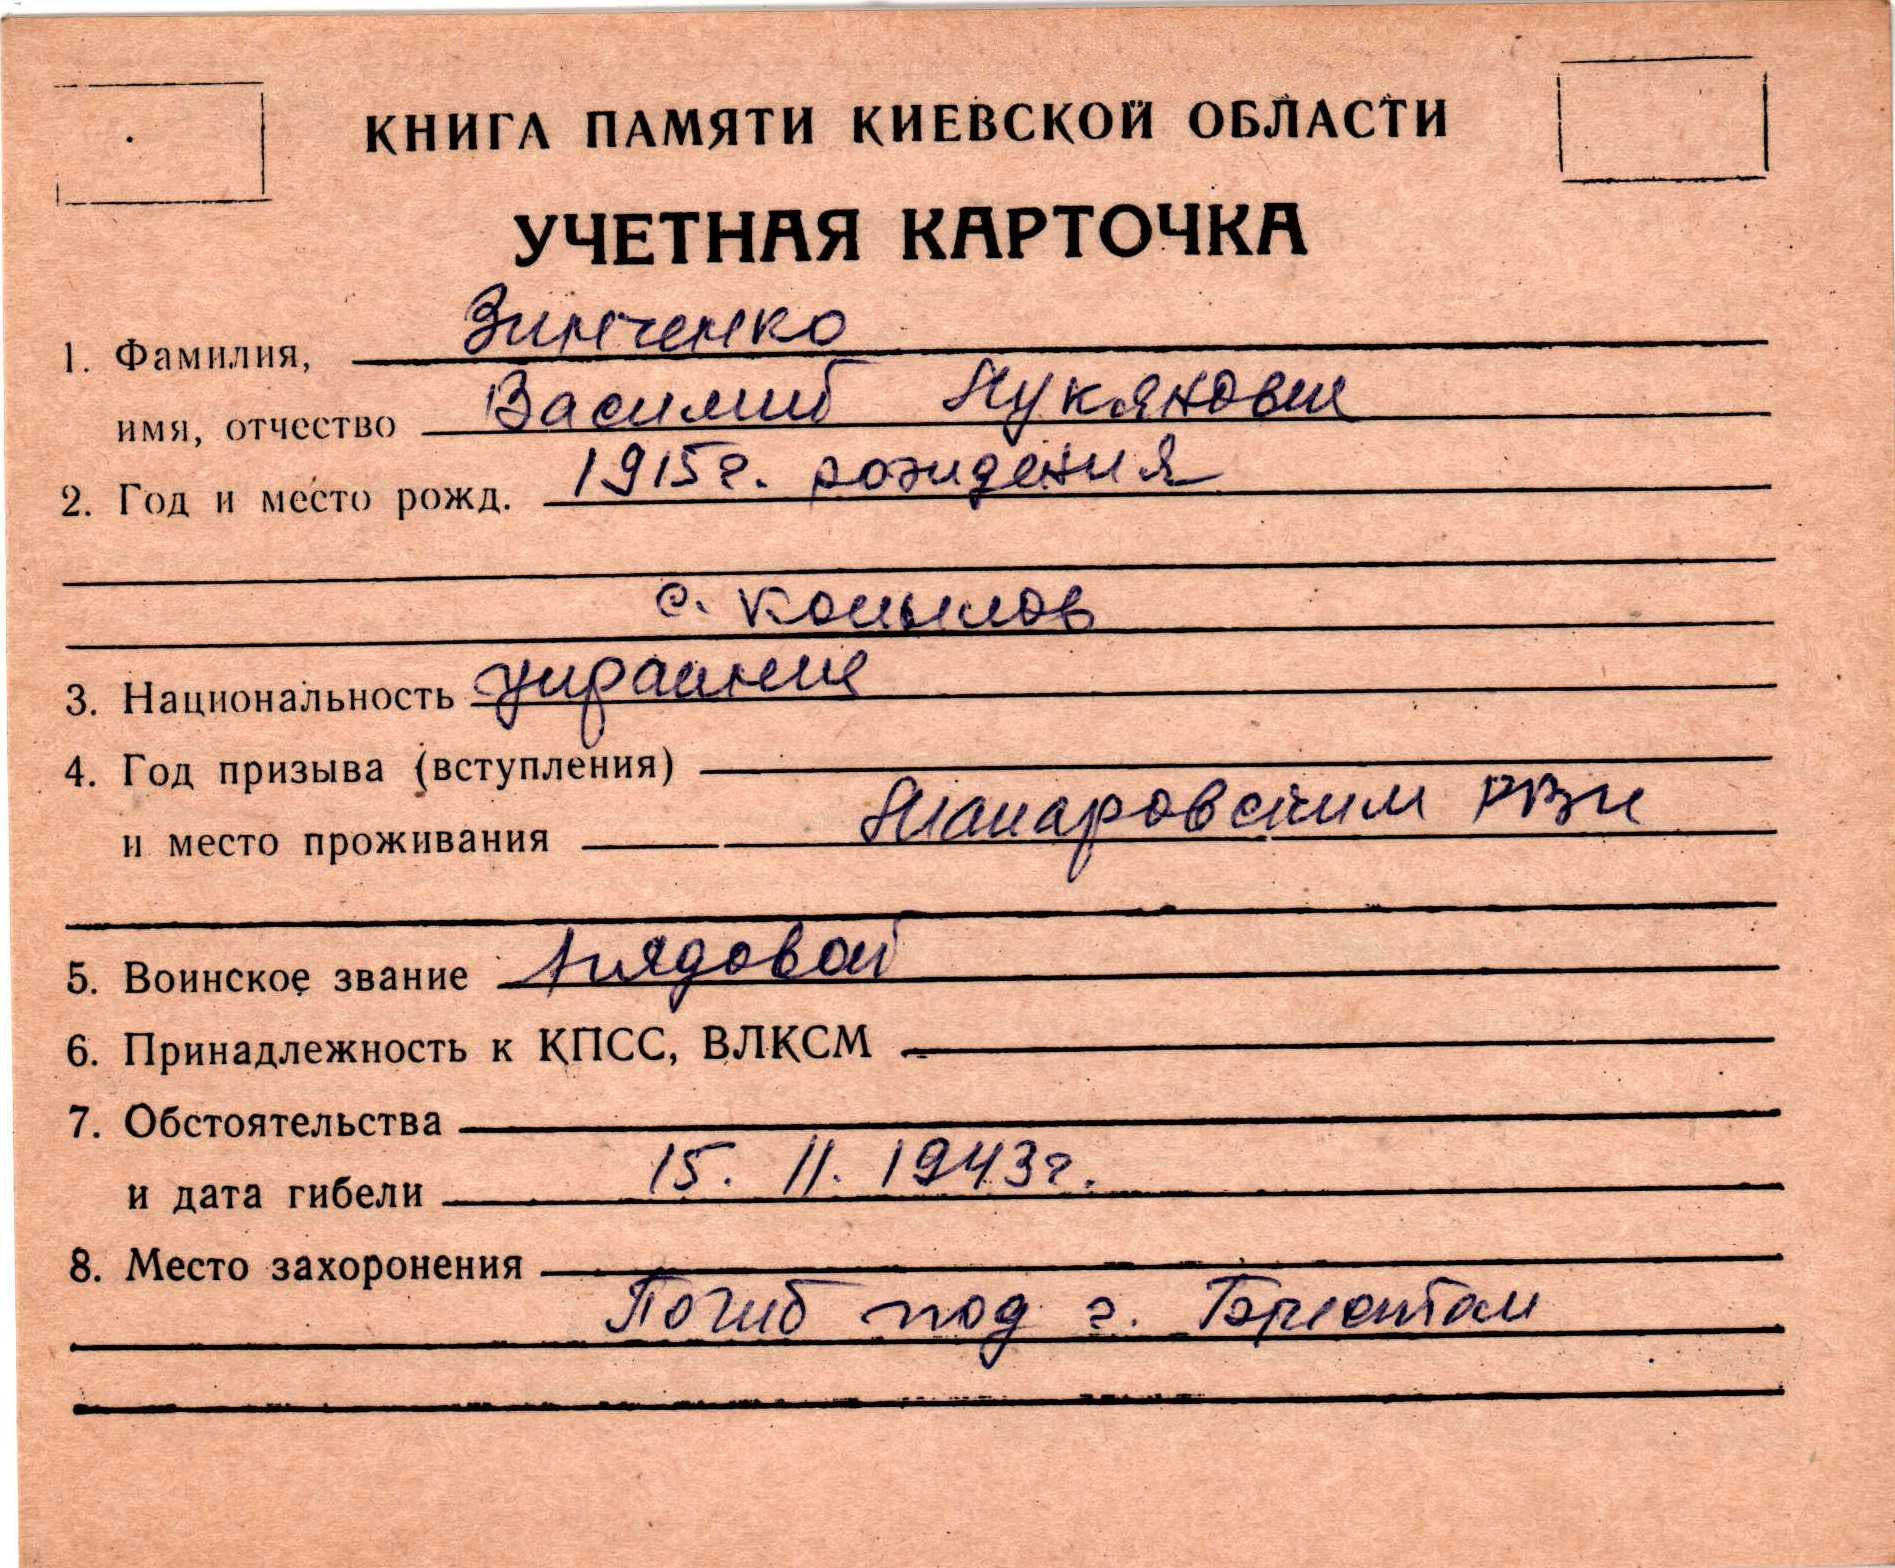 КНИГА ПАМЯТИ КИЕВСКОЙ ОБЛАСТИ
УЧЕТНАЯ КАРТОЧКА
1. Фамилия, Зинченко
имя, отчество Василий Лукянович
2. Год и место рожд. 1915г. рождения
с. Копылов
3. Национальность украинец
4. Год призыва (вступления)
и место проживания Макаровским РВК
5. Воинское звание рядовой
6. Принадлежность к КПСС, ВЛКСМ
7. Обстоятельства
и дата гибели 15. 11. 1943г.
8. Место захоронения
Погиб под г.